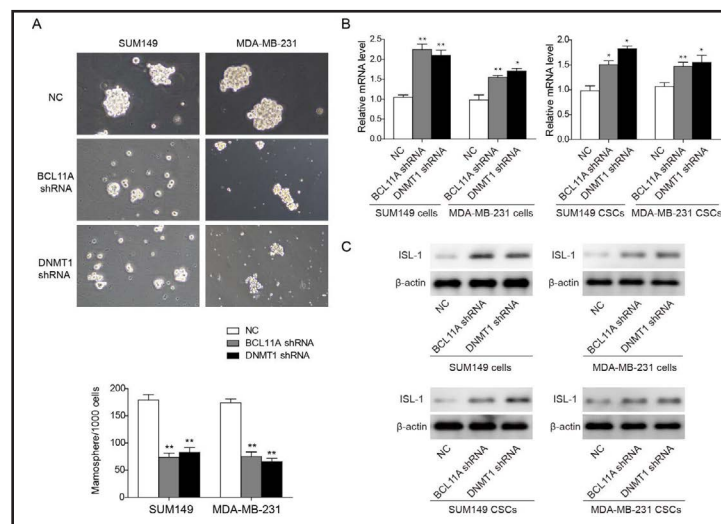 A
SUM149
MDA-MB-231
NC
BCL11A
shRNA
DNMT1
shRNA
NC
BCL11A shRNA
DNMT1 shRNA
Mamosphere/1000 cells
200
150
100
50
0
**
**
**
**
SUM149
MDA-MB-231
B
Relative mRNA level
2.5
2.0
1.5
1.0
0.5
0.0
**
**
**
*
NC
BCL11A shRNA
DNMT1 shRNA
NC
BCL11A shRNA
DNMT1 shRNA
SUM149 cells
MDA-MB-231 cells
Relative mRNA level
2.0
1.5
1.0
0.5
0.0
*
*
**
*
NC
BCL11A shRNA
DNMT1 shRNA
NC
BCL11A shRNA
DNMT1 shRNA
SUM149 CSCs
MDA-MB-231 CSCs
C
ISL-1
β-actin
NC
BCL11A shRNA
DNMT1 shRNA
SUM149 cells
ISL-1
β-actin
NC
BCL11A shRNA
DNMT1 shRNA
MDA-MB-231 cells
ISL-1
β-actin
NC
BCL11A shRNA
DNMT1 shRNA
SUM149 CSCs
ISL-1
β-actin
NC
BCL11A shRNA
DNMT1 shRNA
MDA-MB-231 CSCs